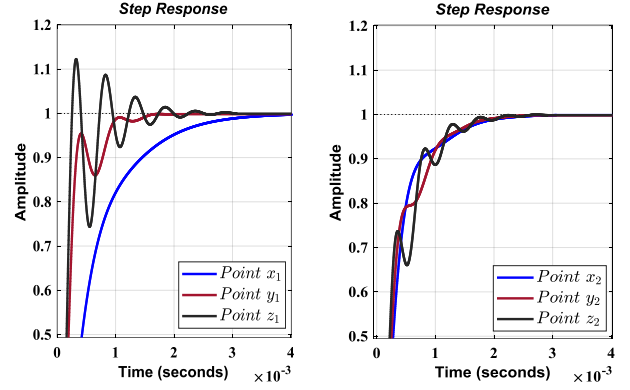 Step Response
1.2
1.1
1
0.9
0.8
0.7
0.6
0.5
Amplitude
0
1
2
3
4
×10⁻³
Time (seconds)
Point x₁
Point y₁
Point z₁
Step Response
1.2
1.1
1
0.9
0.8
0.7
0.6
0.5
Amplitude
0
1
2
3
4
×10⁻³
Time (seconds)
Point x₂
Point y₂
Point z₂